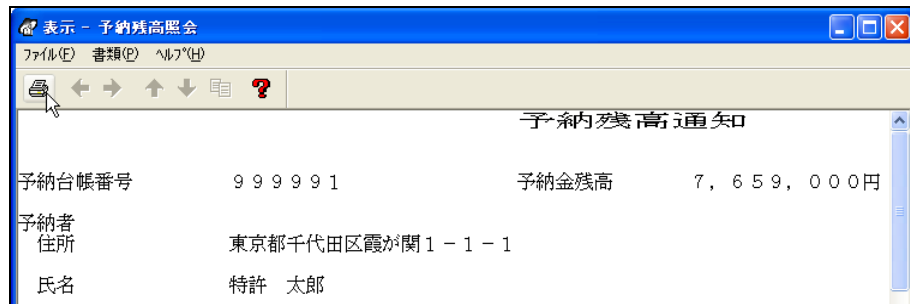 表示 - 予納残高照会
ファイル(F) 書類(P) ヘルプ(H)
予納残高通知
予納台帳番号 ９９９９９１ 予納金残高 ７，６５９，０００円
予納者
住所 東京都千代田区霞が関１－１－１
氏名 特許 太郎